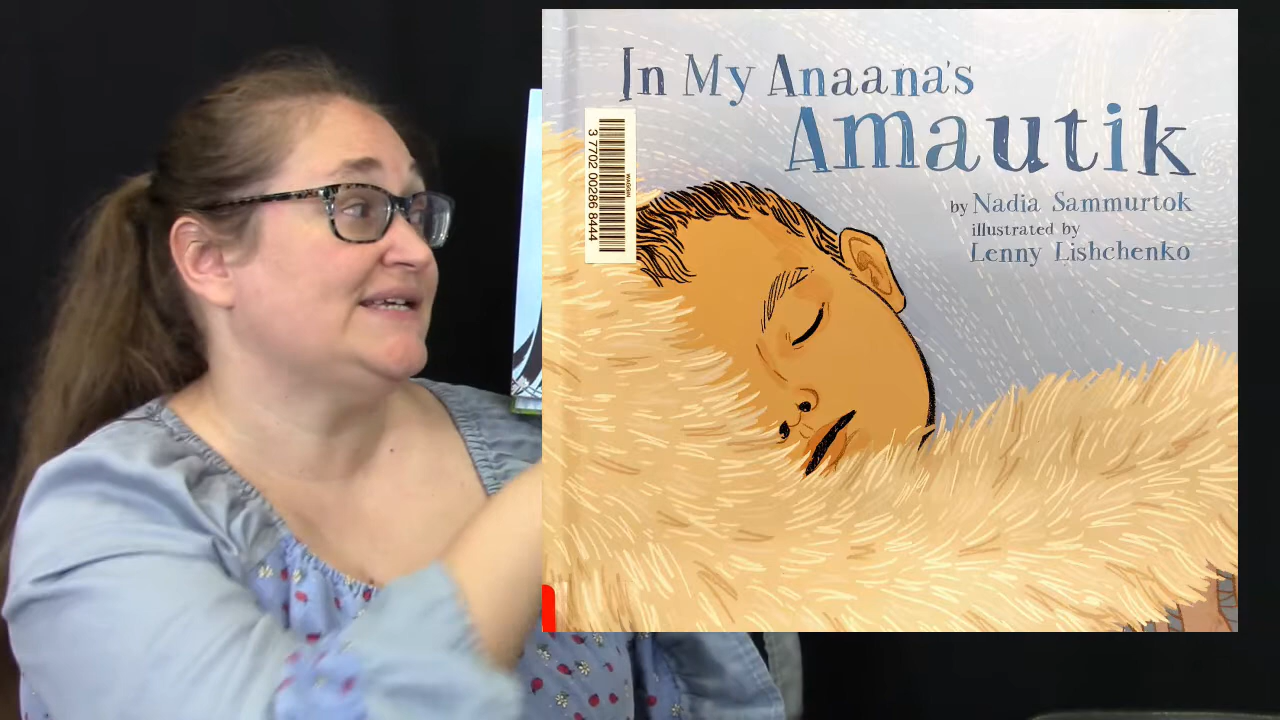 In My Anaana's
Amautik
by Nadia Sammurtok
illustrated by
Lenny Lishchenko
3 7702 00286 8444